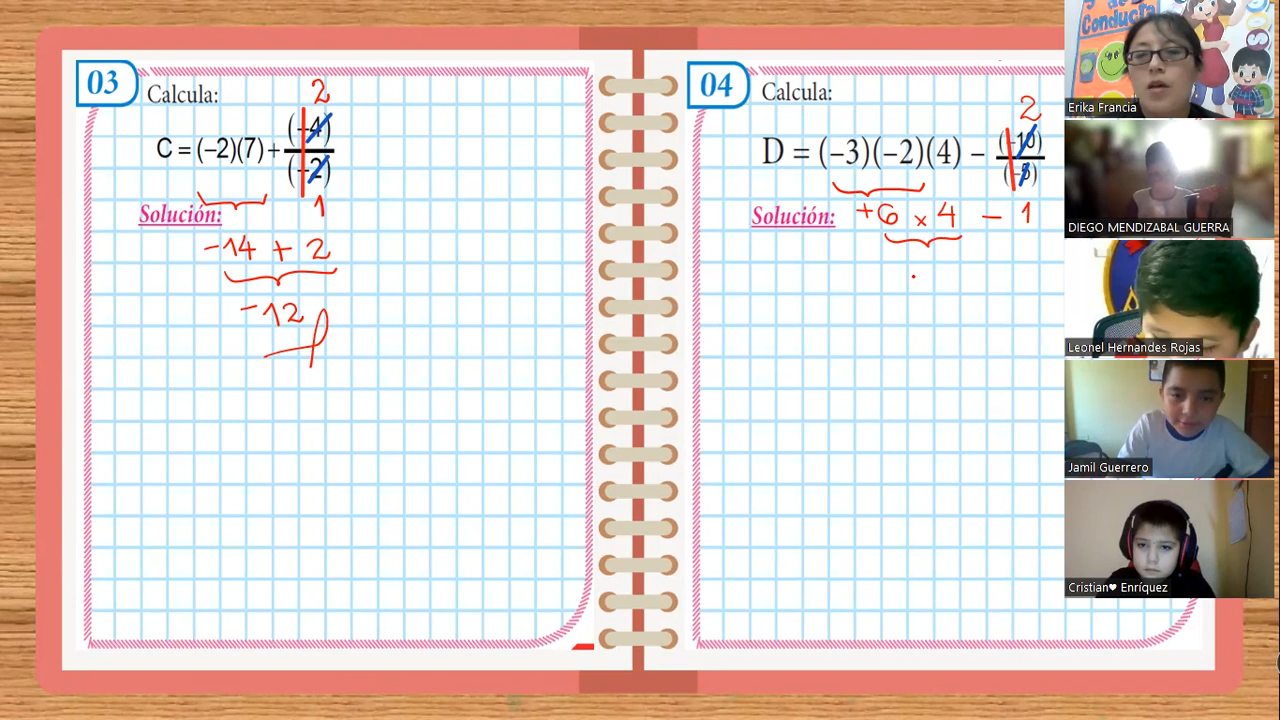 03
Calcula:
2
C = (–2)(7) + (–4)/(–2)
1
Solución:
-14 + 2
-12
04
Calcula:
2
D = (–3)(–2)(4) – (–10)/(–5)
Solución:
+6 x 4 - 1
de
Conducta
Erika Francia
DIEGO MENDIZABAL GUERRA
Leonel Hernandes Rojas
Jamil Guerrero
Cristian♥ Enríquez